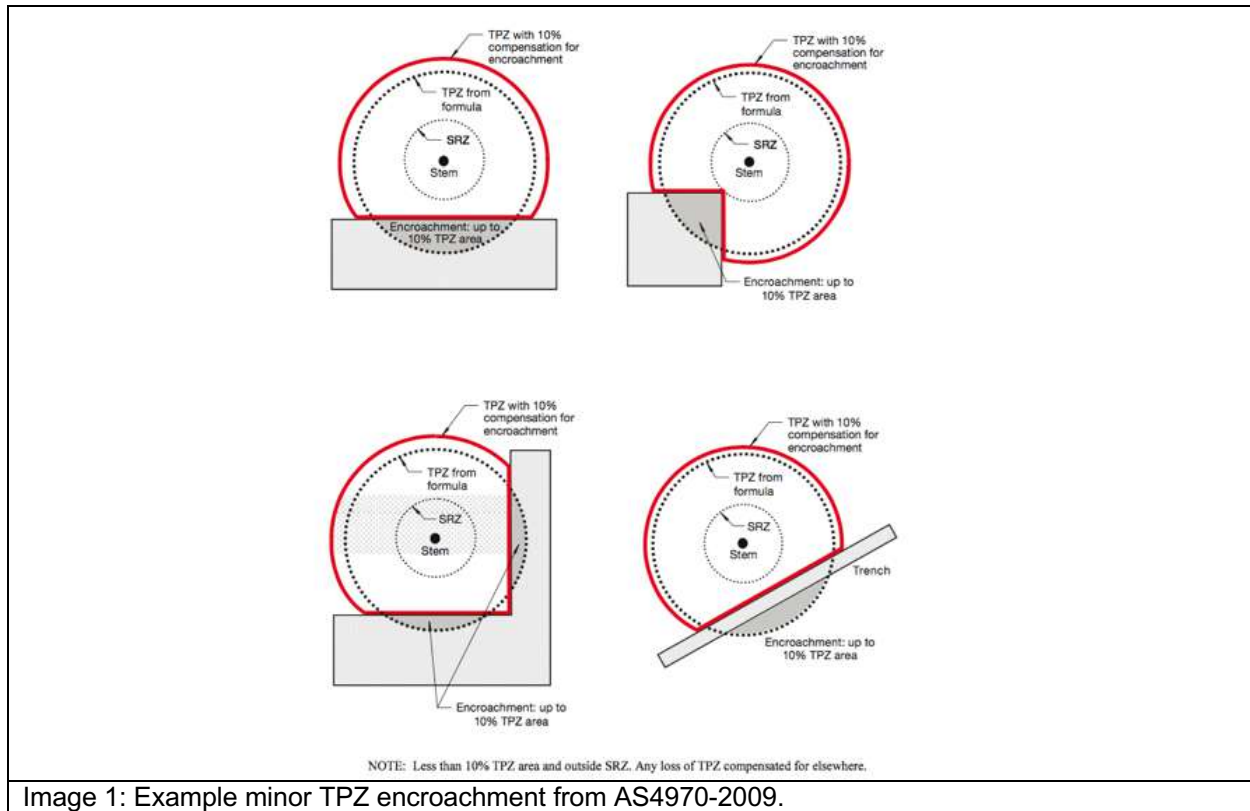 TPZ with 10%
compensation for
encroachment
TPZ from
formula
SRZ
Stem
Encroachment: up to
10% TPZ area
TPZ with 10%
compensation for
encroachment
TPZ from
formula
SRZ
Stem
Encroachment: up to
10% TPZ area
TPZ with 10%
compensation for
encroachment
TPZ from
formula
SRZ
Stem
Encroachment: up to
10% TPZ area
TPZ with 10%
compensation for
encroachment
TPZ from
formula
SRZ
Stem
Trench
Encroachment: up to
10% TPZ area
NOTE: Less than 10% TPZ area and outside SRZ. Any loss of TPZ compensated for elsewhere.
Image 1: Example minor TPZ encroachment from AS4970-2009.